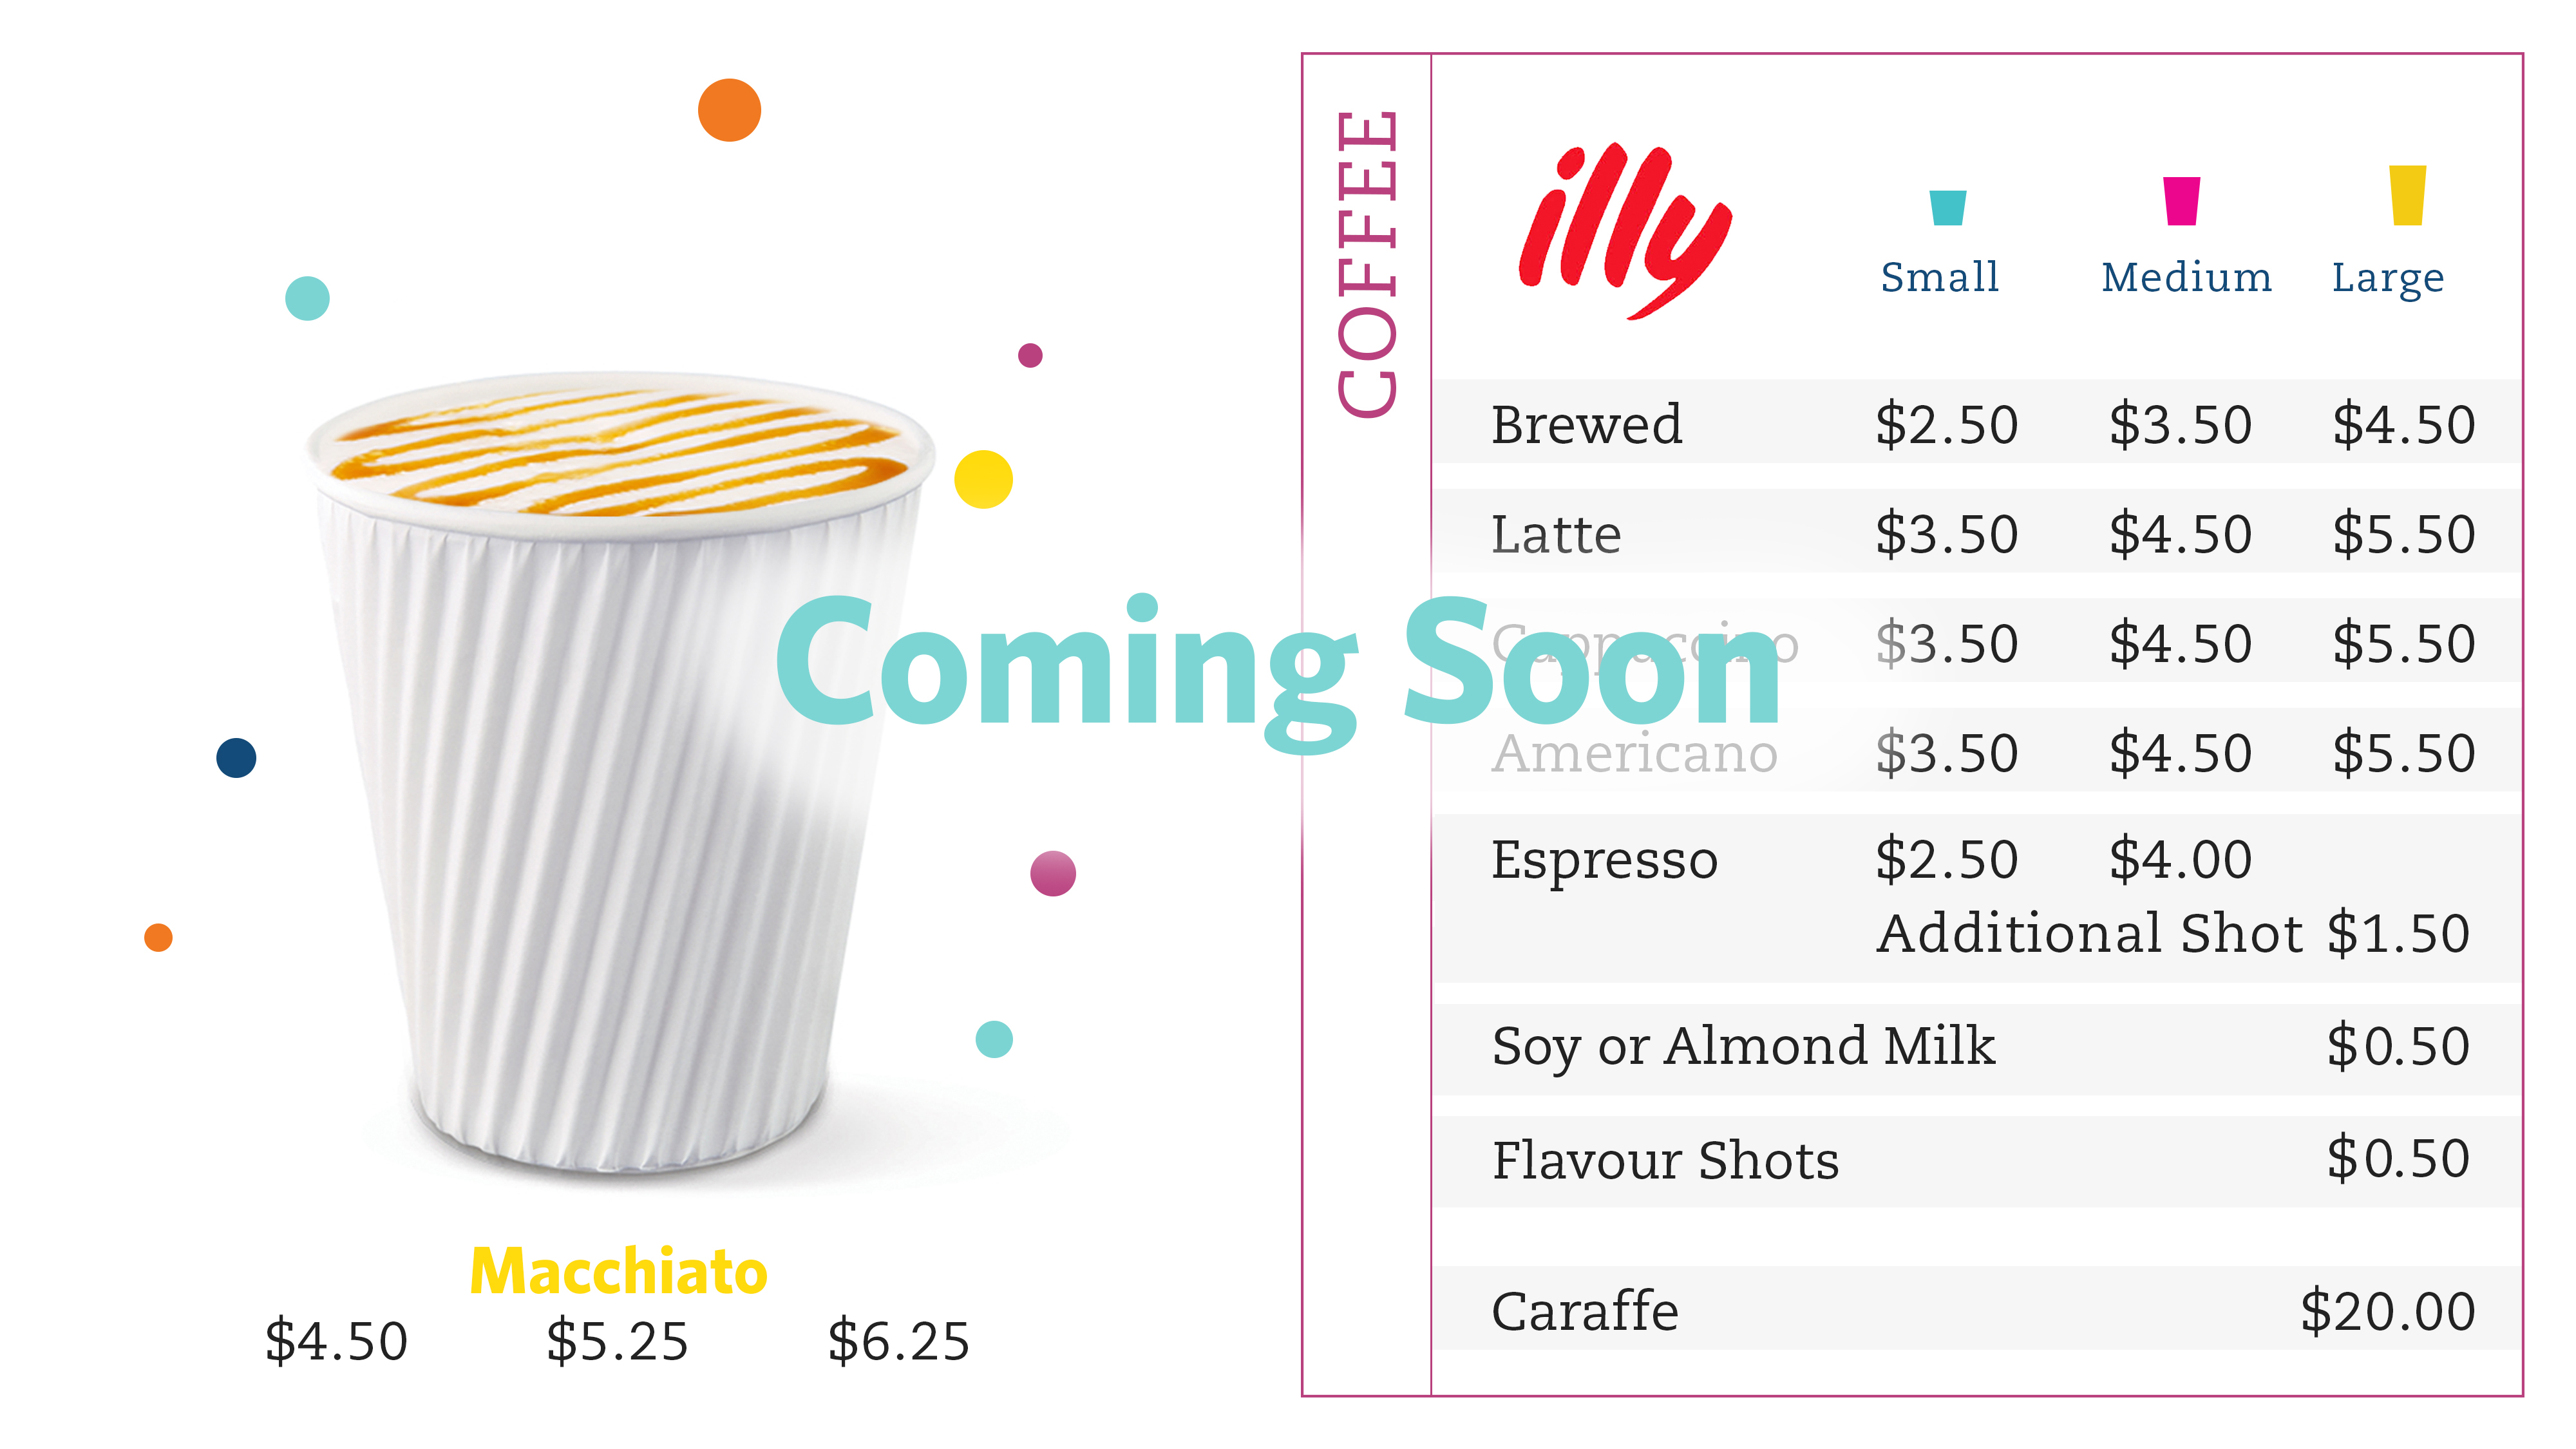 COFFEE
illy
Small Medium Large
Brewed $2.50 $3.50 $4.50
Latte $3.50 $4.50 $5.50
Coming Soon
Cappuccino $3.50 $4.50 $5.50
Americano $3.50 $4.50 $5.50
Espresso $2.50 $4.00
Additional Shot $1.50
Soy or Almond Milk $0.50
Flavour Shots $0.50
Caraffe $20.00
Macchiato
$4.50 $5.25 $6.25